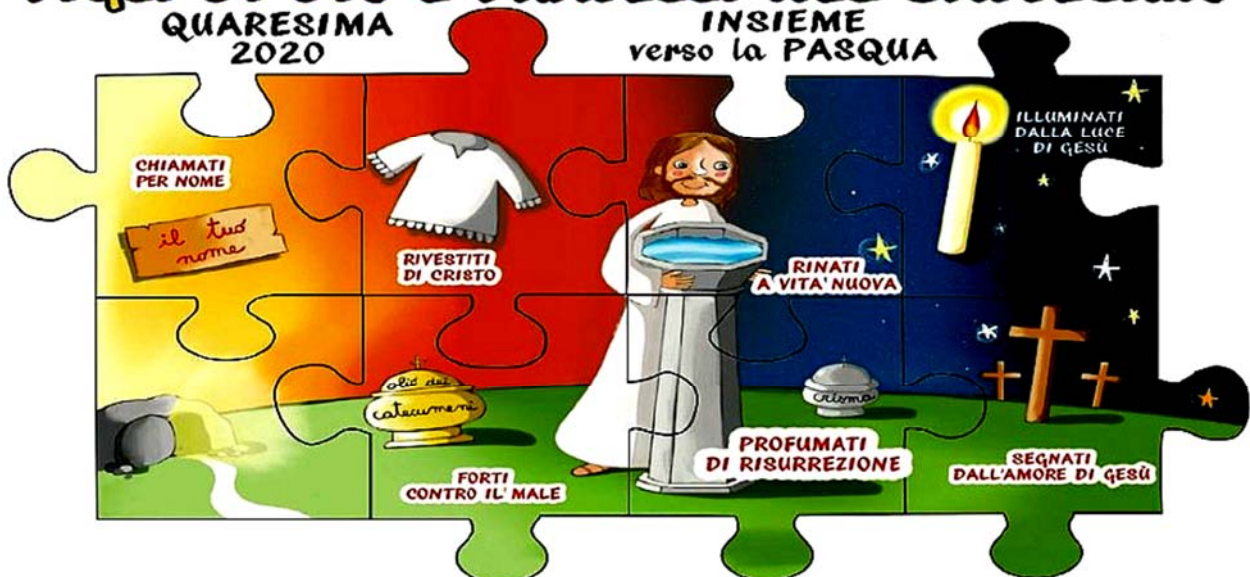 QUARESIMA
2020
INSIEME
verso la PASQUA
CHIAMATI
PER NOME
il tuo
nome
RIVESTITI
DI CRISTO
RINATI
A VITA' NUOVA
ILLUMINATI
DALLA LUCE
DI GESÙ
olio dei
catecumeni
FORTI
CONTRO IL' MALE
crisma
PROFUMATI
DI RISURREZIONE
SEGNATI
DALL'AMORE DI GESÙ